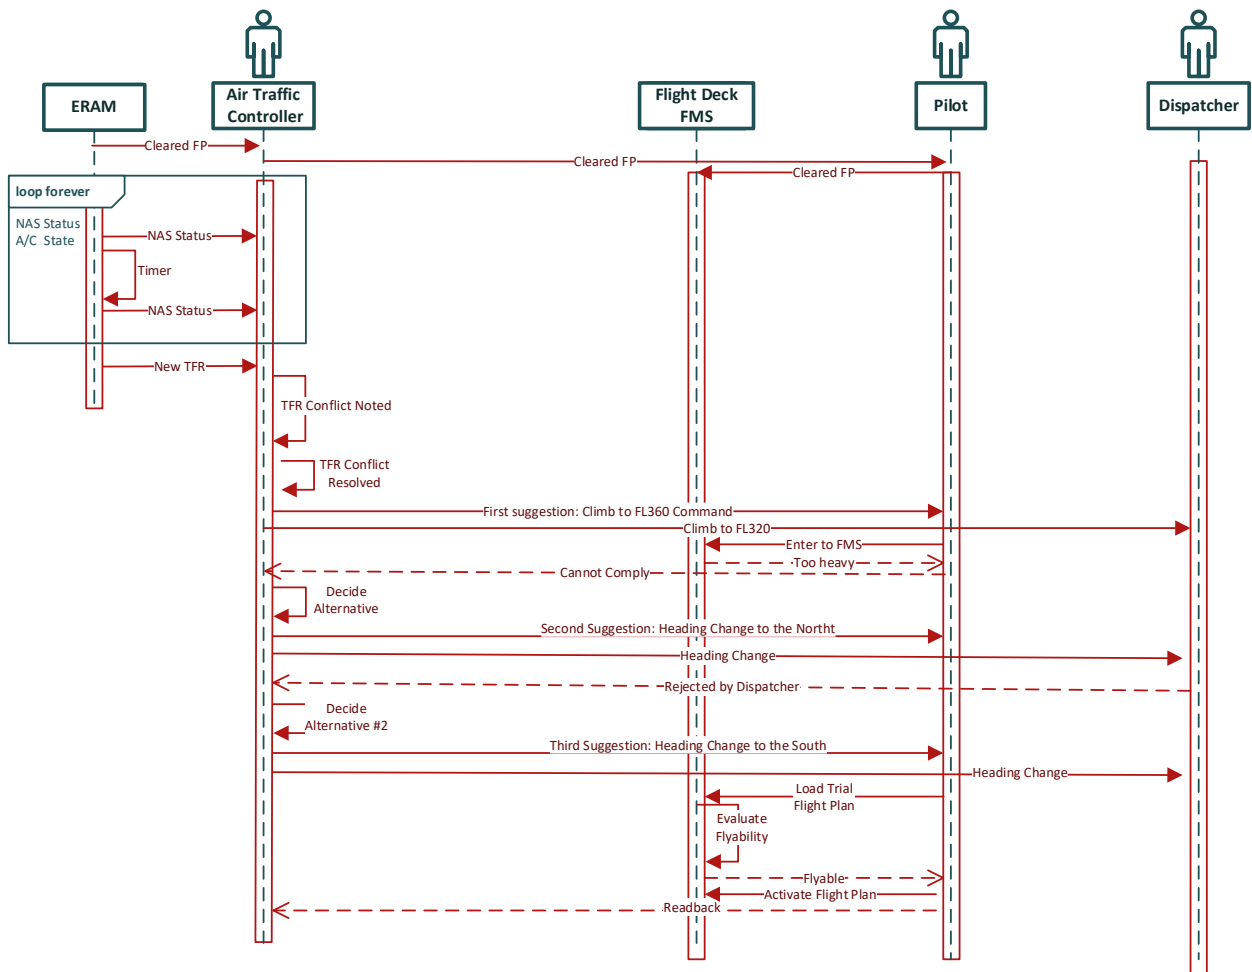 ERAM
Air Traffic
Controller
Flight Deck
FMS
Pilot
Dispatcher
Cleared FP
Cleared FP
Cleared FP
loop forever
NAS Status
A/C State
NAS Status
Timer
NAS Status
New TFR
TFR Conflict Noted
TFR Conflict
Resolved
First suggestion: Climb to FL360 Command
Climb to FL320
Enter to FMS
Too heavy
Cannot Comply
Decide
Alternative
Second Suggestion: Heading Change to the Northt
Heading Change
Rejected by Dispatcher
Decide
Alternative #2
Third Suggestion: Heading Change to the South
Heading Change
Load Trial
Flight Plan
Evaluate
Flyability
Flyable
Activate Flight Plan
Readback